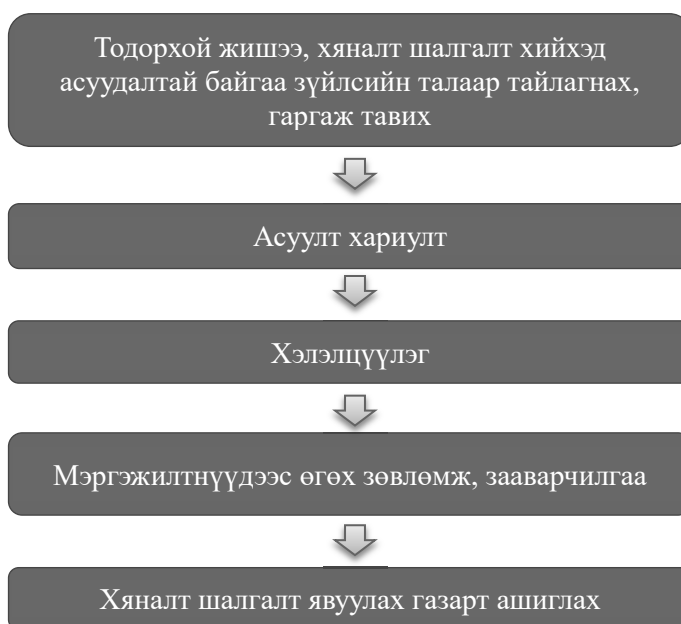 Тодорхой жишээ, хяналт шалгалт хийхэд
асуудалтай байгаа зүйлсийн талаар тайлагнах,
гаргаж тавих
Асуулт хариулт
Хэлэлцүүлэг
Мэргэжилтнүүдээс өгөх зөвлөмж, зааварчилгаа
Хяналт шалгалт явуулах газарт ашиглах